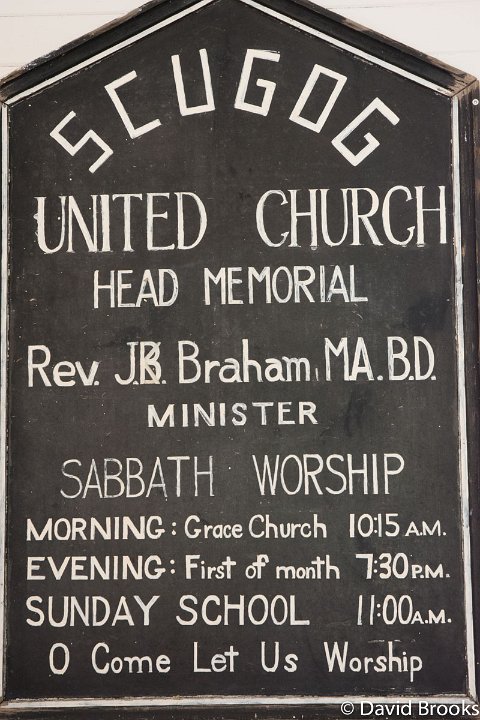 SCUGOG
UNITED CHURCH
HEAD MEMORIAL
Rev. J.R. Braham, M.A. B.D.
MINISTER
SABBATH WORSHIP
MORNING: Grace Church 10:15 A.M.
EVENING: First of month 7:30 P.M.
SUNDAY SCHOOL 11:00 A.M.
O Come Let Us Worship
© David Brooks